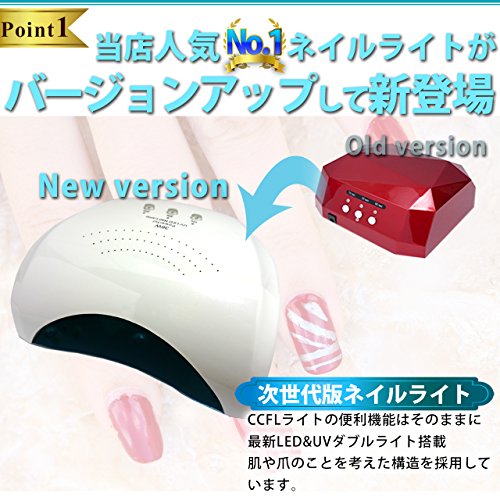 Point1
当店人気No.1ネイルライトが
バージョンアップして新登場
Old version
New version
36W
次世代版ネイルライト
CCFLライトの便利機能はそのままに
最新LED&UVダブルライト搭載
肌や爪のことを考えた構造を採用して
います。